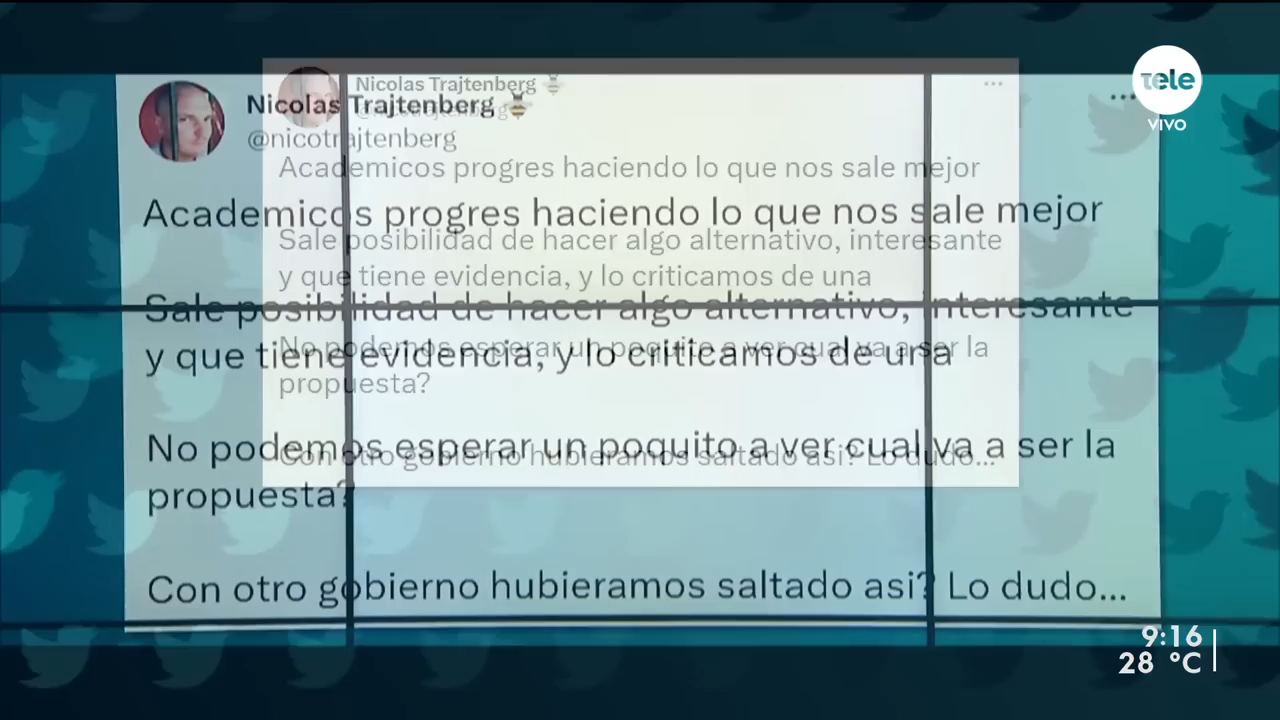 Nicolas Trajtenberg
@nicotrajtenberg
Academicos progres haciendo lo que nos sale mejor
Sale posibilidad de hacer algo alternativo, interesante
y que tiene evidencia, y lo criticamos de una
No podemos esperar un poquito a ver cual va a ser la
propuesta?
Con otro gobierno hubieramos saltado asi? Lo dudo...
Nicolas Trajtenberg
@nicotrajtenberg
Academicos progres haciendo lo que nos sale mejor
Sale posibilidad de hacer algo alternativo, interesante
y que tiene evidencia, y lo criticamos de una
No podemos esperar un poquito a ver cual va a ser la
propuesta?
Con otro gobierno hubieramos saltado asi? Lo dudo...
tele
VIVO
9:16
28 °C